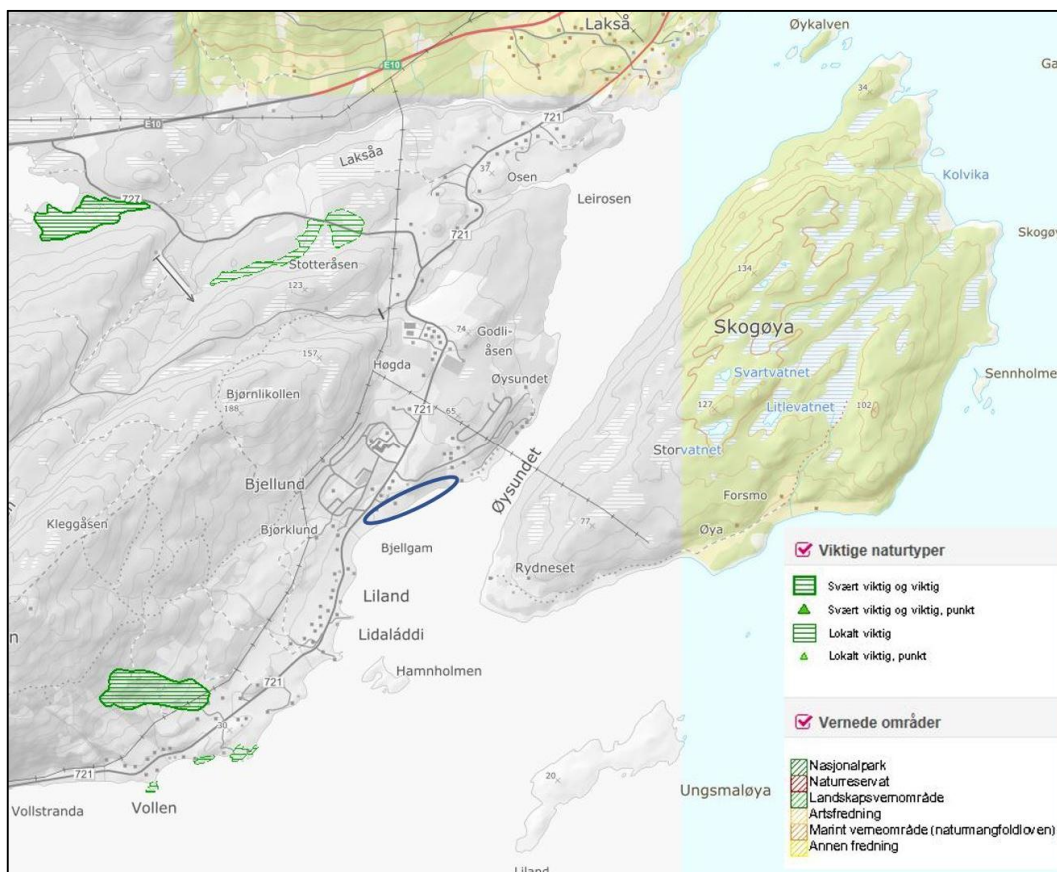 Øykalven
Lakså
E10
34
E10
721
727
Laksåa
37
Osen
Kolvika
Leirosen
721
Stotteråsen
123
134
Skogøya
74
Godli-
åsen
157
Høgda
Svartvatnet
Sennholme
Øysundet
Bjørnlikollen
188
721
65
127
Litlevatnet
102
Storvatnet
Øysundet
Bjellund
Forsmo
Kleggåsen
Bjørklund
77
Øya
Bjellgam
Rydneset
Liland
Lidaláddi
Hamnholmen
721
30
721
Vollstranda
Vollen
20
Ungsmaløya
Liland
Viktige naturtyper
Svært viktig og viktig
Svært viktig og viktig, punkt
Lokalt viktig
Lokalt viktig, punkt
Vernede områder
Nasjonalpark
Naturreservat
Landskapsvernområde
Artsfredning
Marint verneområde (naturmangfoldloven)
Annen fredning